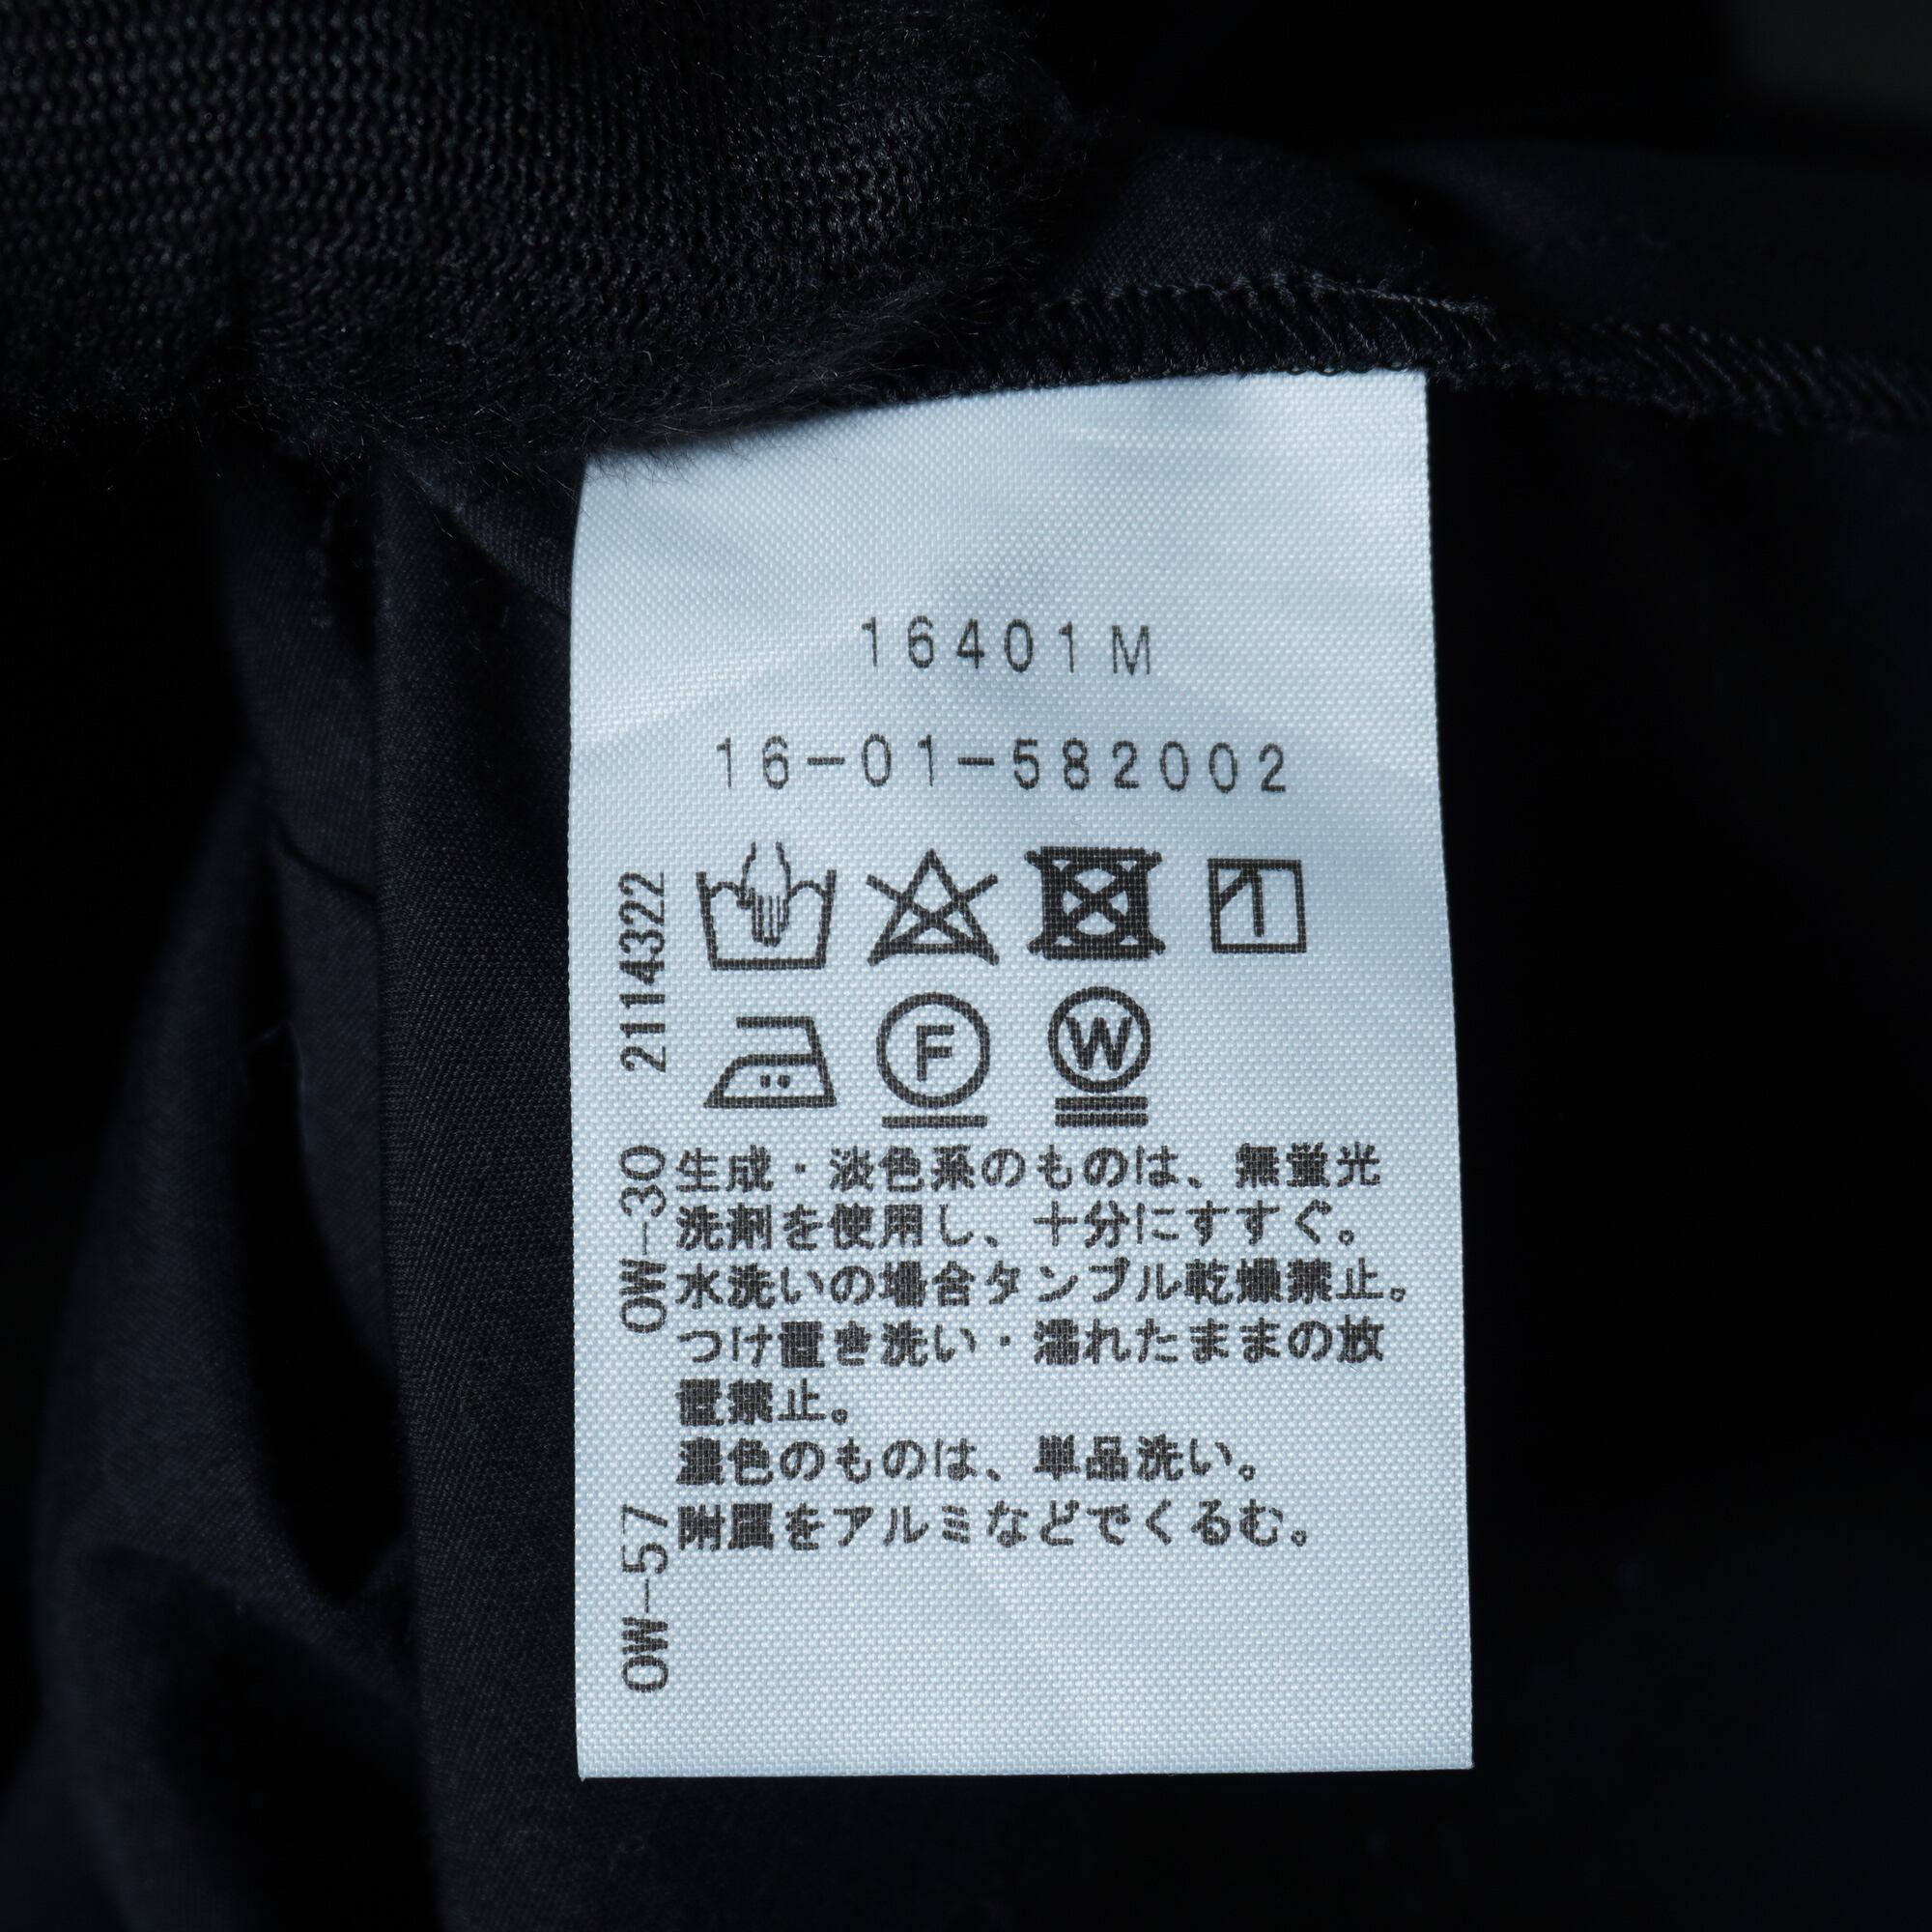 16401M
16-01-582002
2114322
F
W
OW-30
生成・淡色系のものは、無蛍光
洗剤を使用し、十分にすすぐ。
水洗いの場合タンブル乾燥禁止。
つけ置き洗い・濡れたままの放
置禁止。
濃色のものは、単品洗い。
附属をアルミなどでくるむ。
OW-57